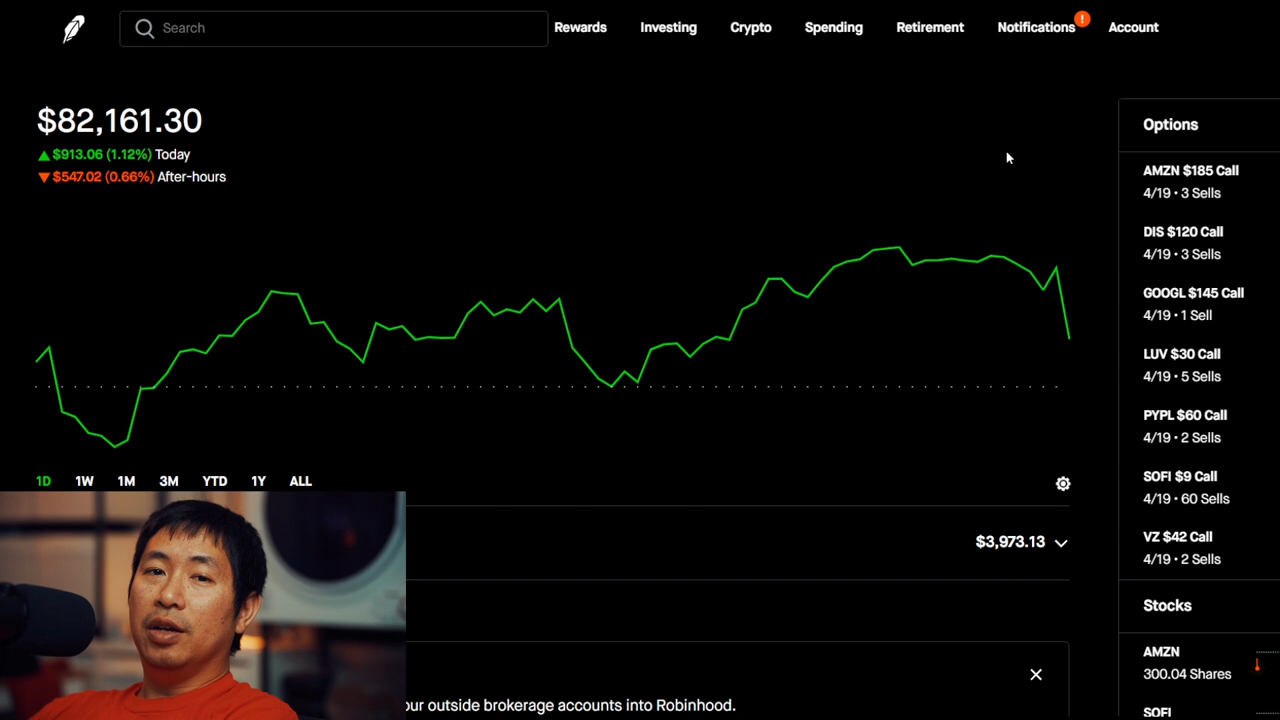 Search
Rewards
Investing
Crypto
Spending
Retirement
Notifications
!
Account
$82,161.30
▲$913.06 (1.12%) Today
▼$547.02 (0.66%) After-hours
1D
1W
1M
3M
YTD
1Y
ALL
$3,973.13
our outside brokerage accounts into Robinhood.
Options
AMZN $185 Call
4/19 • 3 Sells
DIS $120 Call
4/19 • 3 Sells
GOOGL $145 Call
4/19 • 1 Sell
LUV $30 Call
4/19 • 5 Sells
PYPL $60 Call
4/19 • 2 Sells
SOFI $9 Call
4/19 • 60 Sells
VZ $42 Call
4/19 • 2 Sells
Stocks
AMZN
300.04 Shares
SOFI